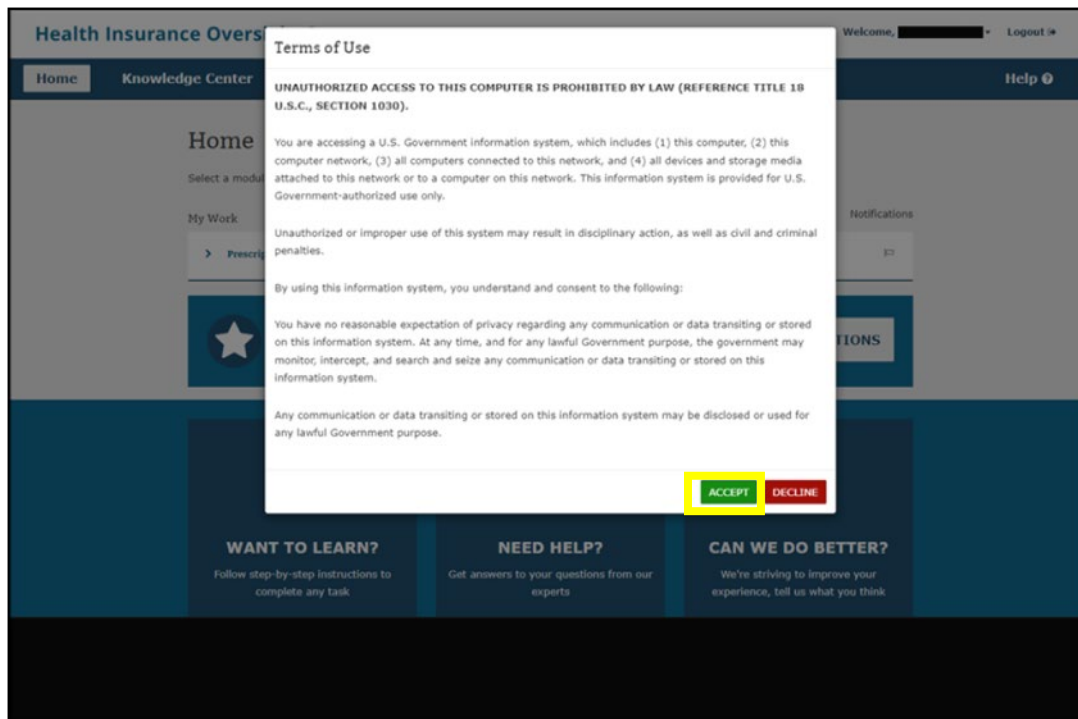 Health Insurance Overs
Welcome,
Logout
Home
Knowledge Center
Help
Terms of Use
UNAUTHORIZED ACCESS TO THIS COMPUTER IS PROHIBITED BY LAW (REFERENCE TITLE 18
U.S.C., SECTION 1030).
You are accessing a U.S. Government information system, which includes (1) this computer, (2) this
computer network, (3) all computers connected to this network, and (4) all devices and storage media
attached to this network or to a computer on this network. This information system is provided for U.S.
Government-authorized use only.
Unauthorized or improper use of this system may result in disciplinary action, as well as civil and criminal
penalties.
By using this information system, you understand and consent to the following:
You have no reasonable expectation of privacy regarding any communication or data transiting or stored
on this information system. At any time, and for any lawful Government purpose, the government may
monitor, intercept, and search and seize any communication or data transiting or stored on this
information system.
Any communication or data transiting or stored on this information system may be disclosed or used for
any lawful Government purpose.
ACCEPT
DECLINE
Home
Select a modul
My Work
Notifications
Prescrip
TIONS
WANT TO LEARN?
Follow step-by-step instructions to
complete any task
NEED HELP?
Get answers to your questions from our
experts
CAN WE DO BETTER?
We're striving to improve your
experience, tell us what you think